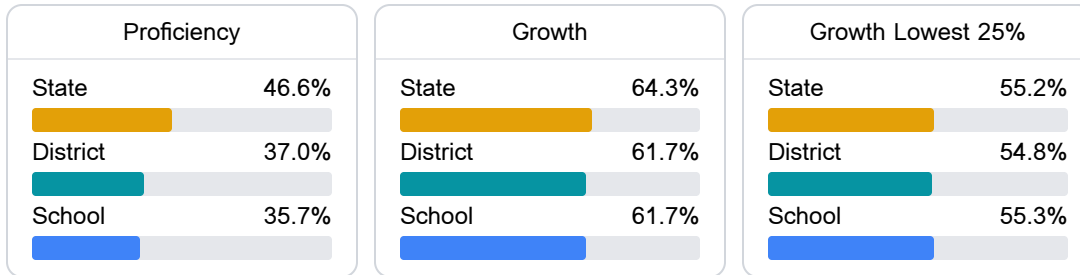 Proficiency
State 46.6%
District 37.0%
School 35.7%
Growth
State 64.3%
District 61.7%
School 61.7%
Growth Lowest 25%
State 55.2%
District 54.8%
School 55.3%